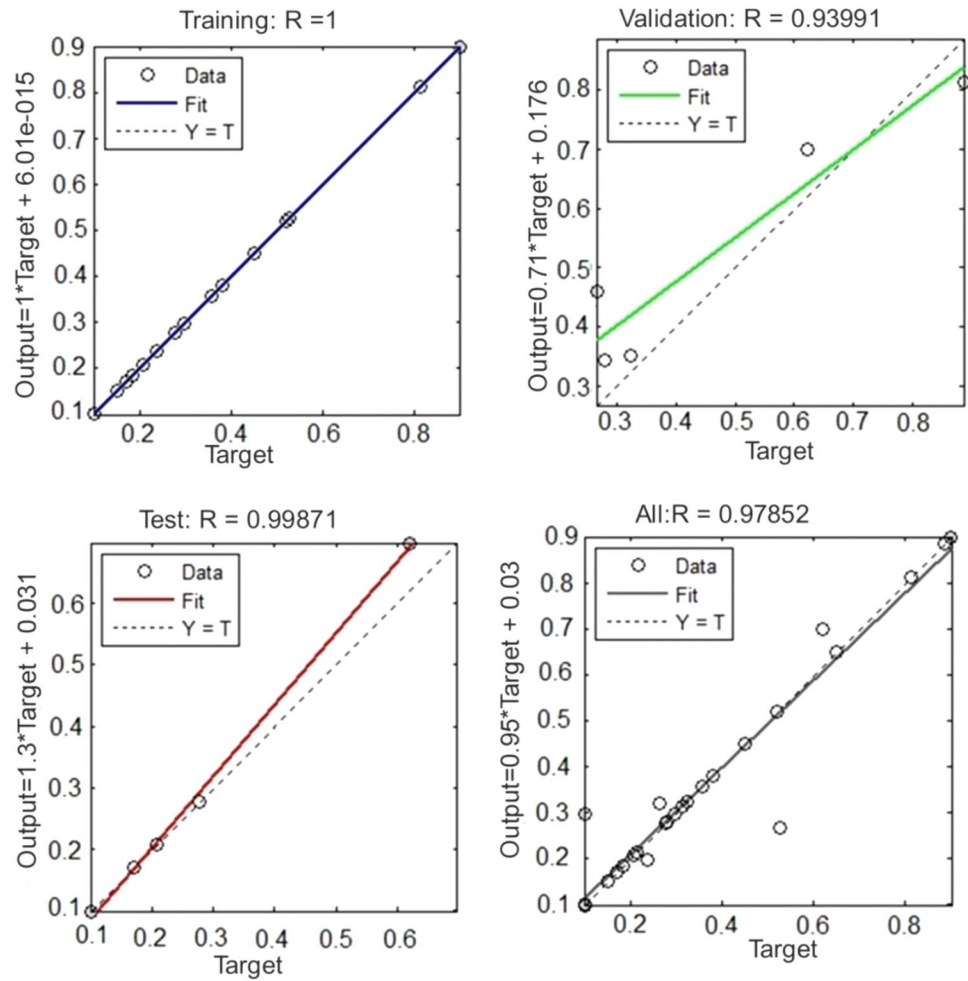 Training: R =1
Output=1*Target + 6.01e-015
0.9
0.8
0.7
0.6
0.5
0.4
0.3
0.2
0.1
Data
Fit
Y = T
0.2 0.4 0.6 0.8
Target
Validation: R = 0.93991
Output=0.71*Target + 0.176
0.8
0.7
0.6
0.5
0.4
0.3
Data
Fit
Y = T
0.3 0.4 0.5 0.6 0.7 0.8
Target
Test: R = 0.99871
Output=1.3*Target + 0.031
0.6
0.5
0.4
0.3
0.2
0.1
Data
Fit
Y = T
0.1 0.2 0.3 0.4 0.5 0.6
Target
All:R = 0.97852
Output=0.95*Target + 0.03
0.9
0.8
0.7
0.6
0.5
0.4
0.3
0.2
0.1
Data
Fit
Y = T
0.2 0.4 0.6 0.8
Target